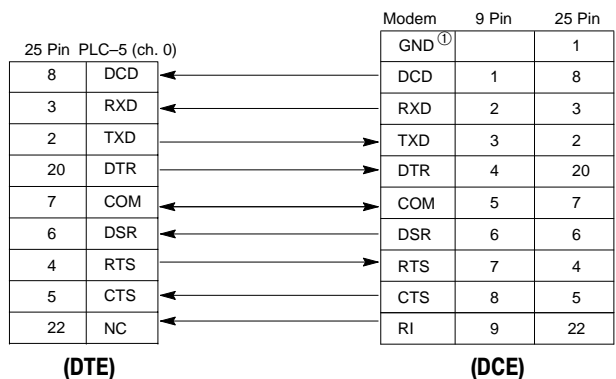 Modem 9 Pin 25 Pin
GND ① 1
25 Pin PLC–5 (ch. 0)
8 DCD DCD 1 8
3 RXD RXD 2 3
2 TXD TXD 3 2
20 DTR DTR 4 20
7 COM COM 5 7
6 DSR DSR 6 6
4 RTS RTS 7 4
5 CTS CTS 8 5
22 NC RI 9 22
(DTE) (DCE)